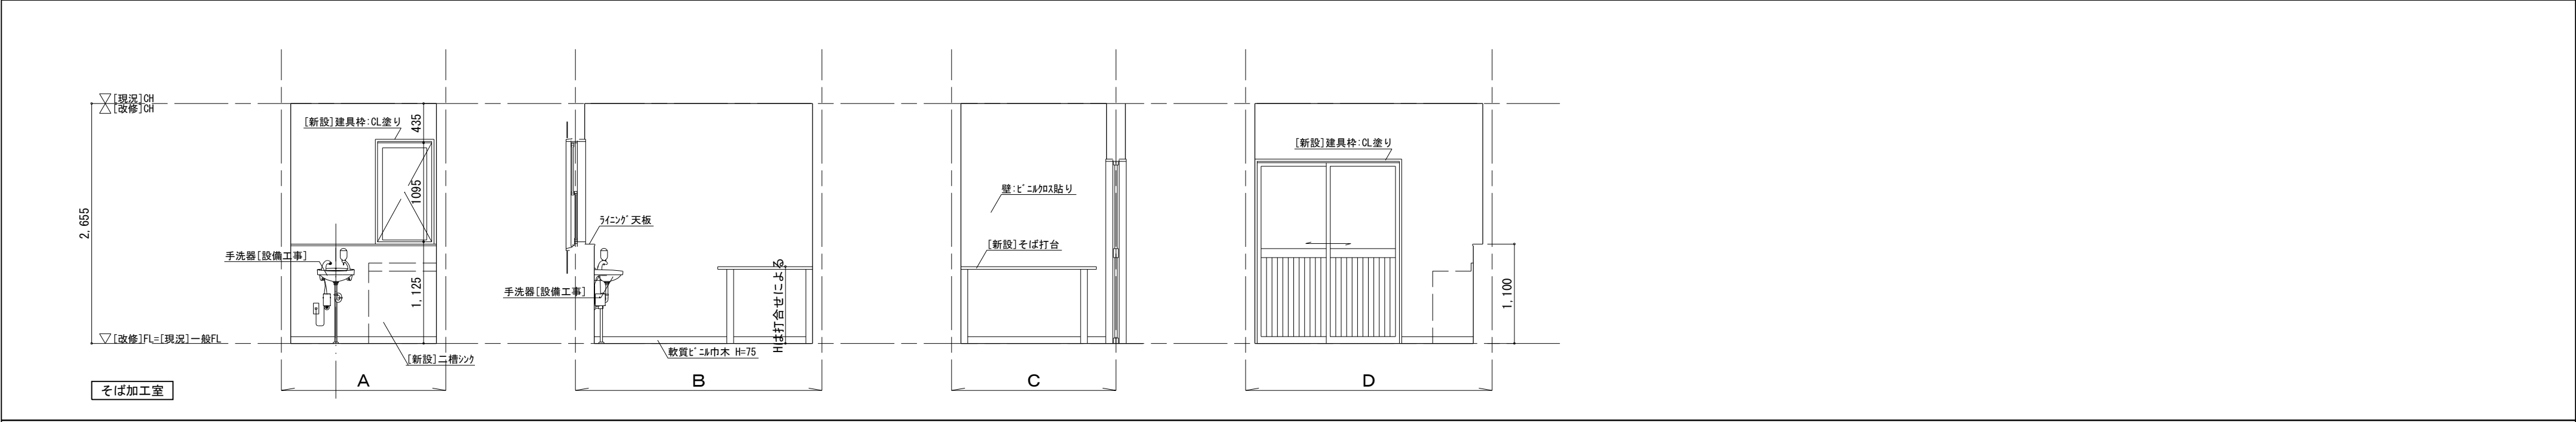 [現況]CH
[改修]CH
2,655
[改修]FL=[現況]一般FL
そば加工室
[新設]建具枠:CL塗り
435
1095
1,125
手洗器[設備工事]
[新設]二槽ｼﾝｸ
A
ﾗｲﾆﾝｸﾞ天板
手洗器[設備工事]
Hは打合せによる
軟質ﾋﾞﾆﾙ巾木 H=75
B
壁:ﾋﾞﾆﾙｸﾛｽ貼り
[新設]そば打台
C
[新設]建具枠:CL塗り
1,100
D